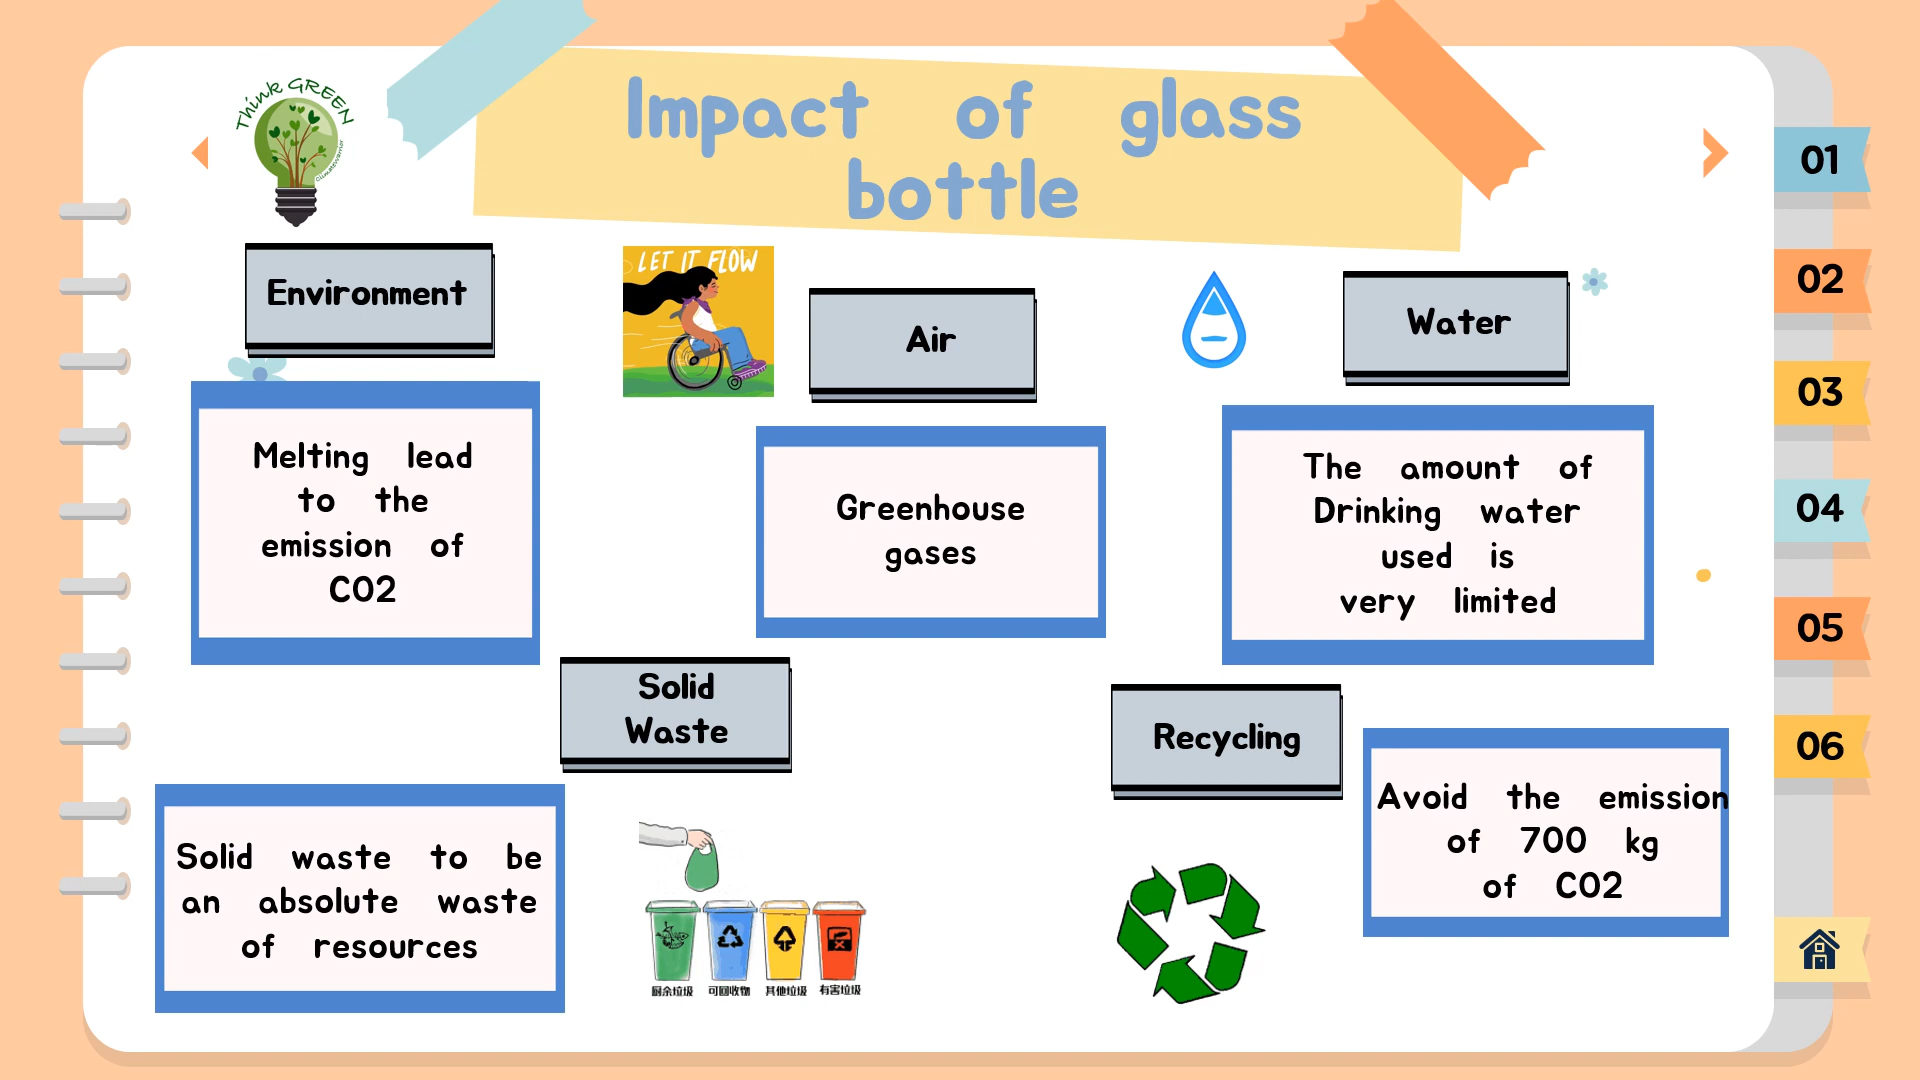 Think GREEN
ClimateWarrior
Impact of glass
bottle
Environment
Melting lead
to the
emission of
CO2
LET IT FLOW
Air
Greenhouse
gases
Water
The amount of
Drinking water
used is
very limited
Solid
Waste
Solid waste to be
an absolute waste
of resources
厨余垃圾
可回收物
其他垃圾
有害垃圾
Recycling
Avoid the emission
of 700 kg
of CO2
01
02
03
04
05
06